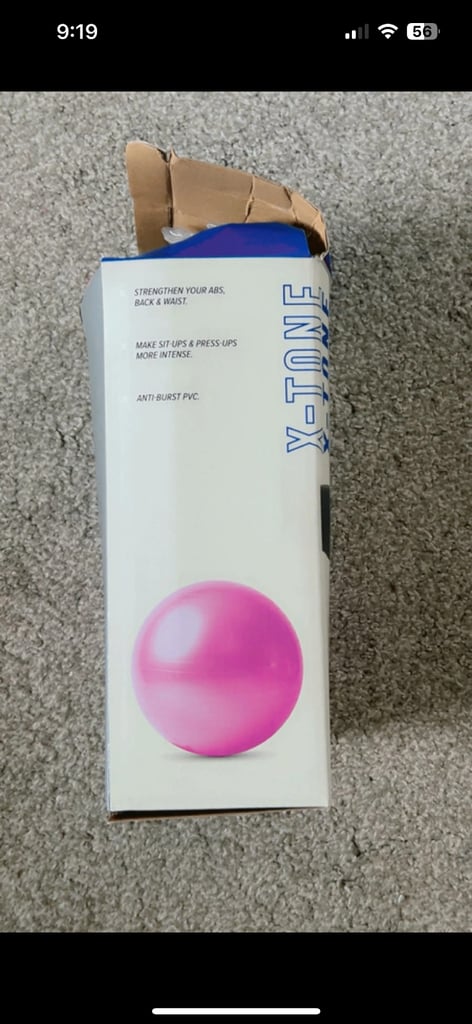 9:19
56
STRENGTHEN YOUR ABS,
BACK & WAIST.
MAKE SIT-UPS & PRESS-UPS
MORE INTENSE.
ANTI-BURST PVC.
X-TONE
X-TONE